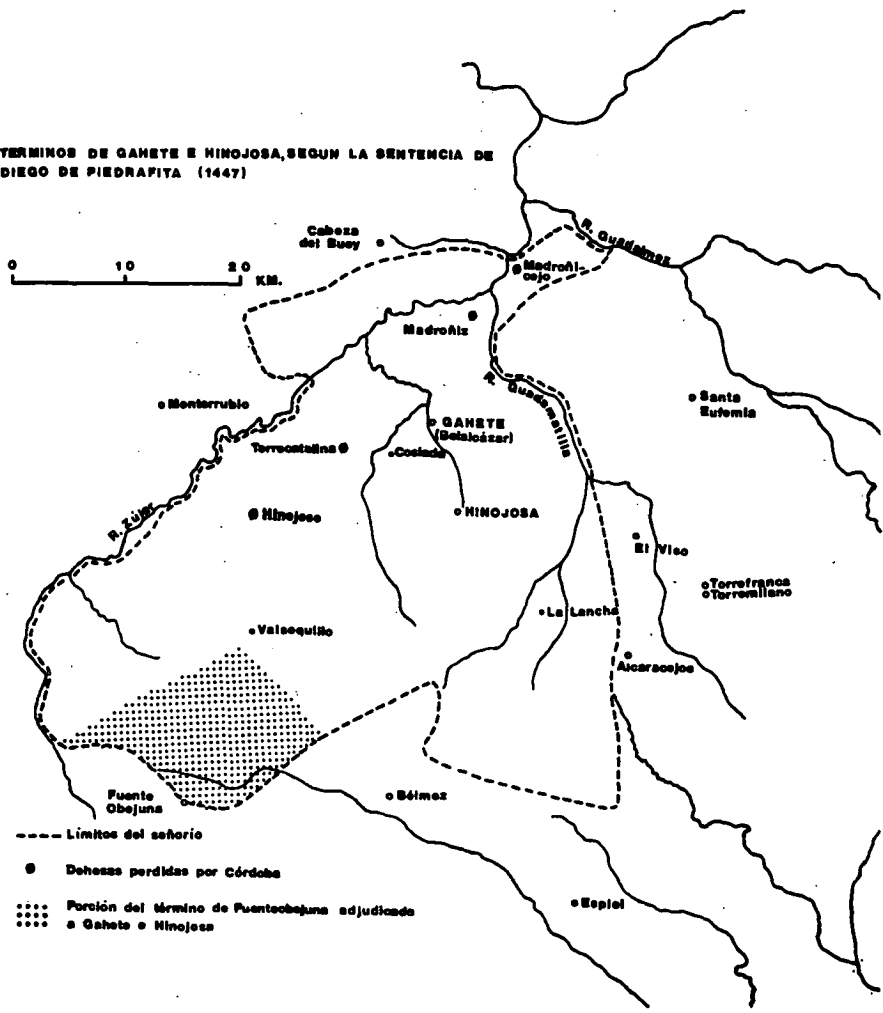 TERMINOS DE GAHETE E HINOJOSA, SEGUN LA SENTENCIA DE
DIEGO DE PIEDRAFITA (1447)
0 10 20 KM.
Cabeza
del Buey
R. Guadalmez
Madroñi-
cejo
Madroñiz
R. Guadamatilla
Monterrubio
GAHETE
(Belalcázar)
Santa
Eufemia
Torrecatalina
Coslada
R. Zújar
Hinojoso
HINOJOSA
El Viso
Torrefranca
Torremilano
La Lancha
Valsequillo
Alcaracejos
Fuente
Obejuna
Bélmez
Límites del señorío
Dehesas perdidas por Córdoba
Espiel
Porción del término de Fuenteobejuna adjudicada
a Gahete e Hinojosa